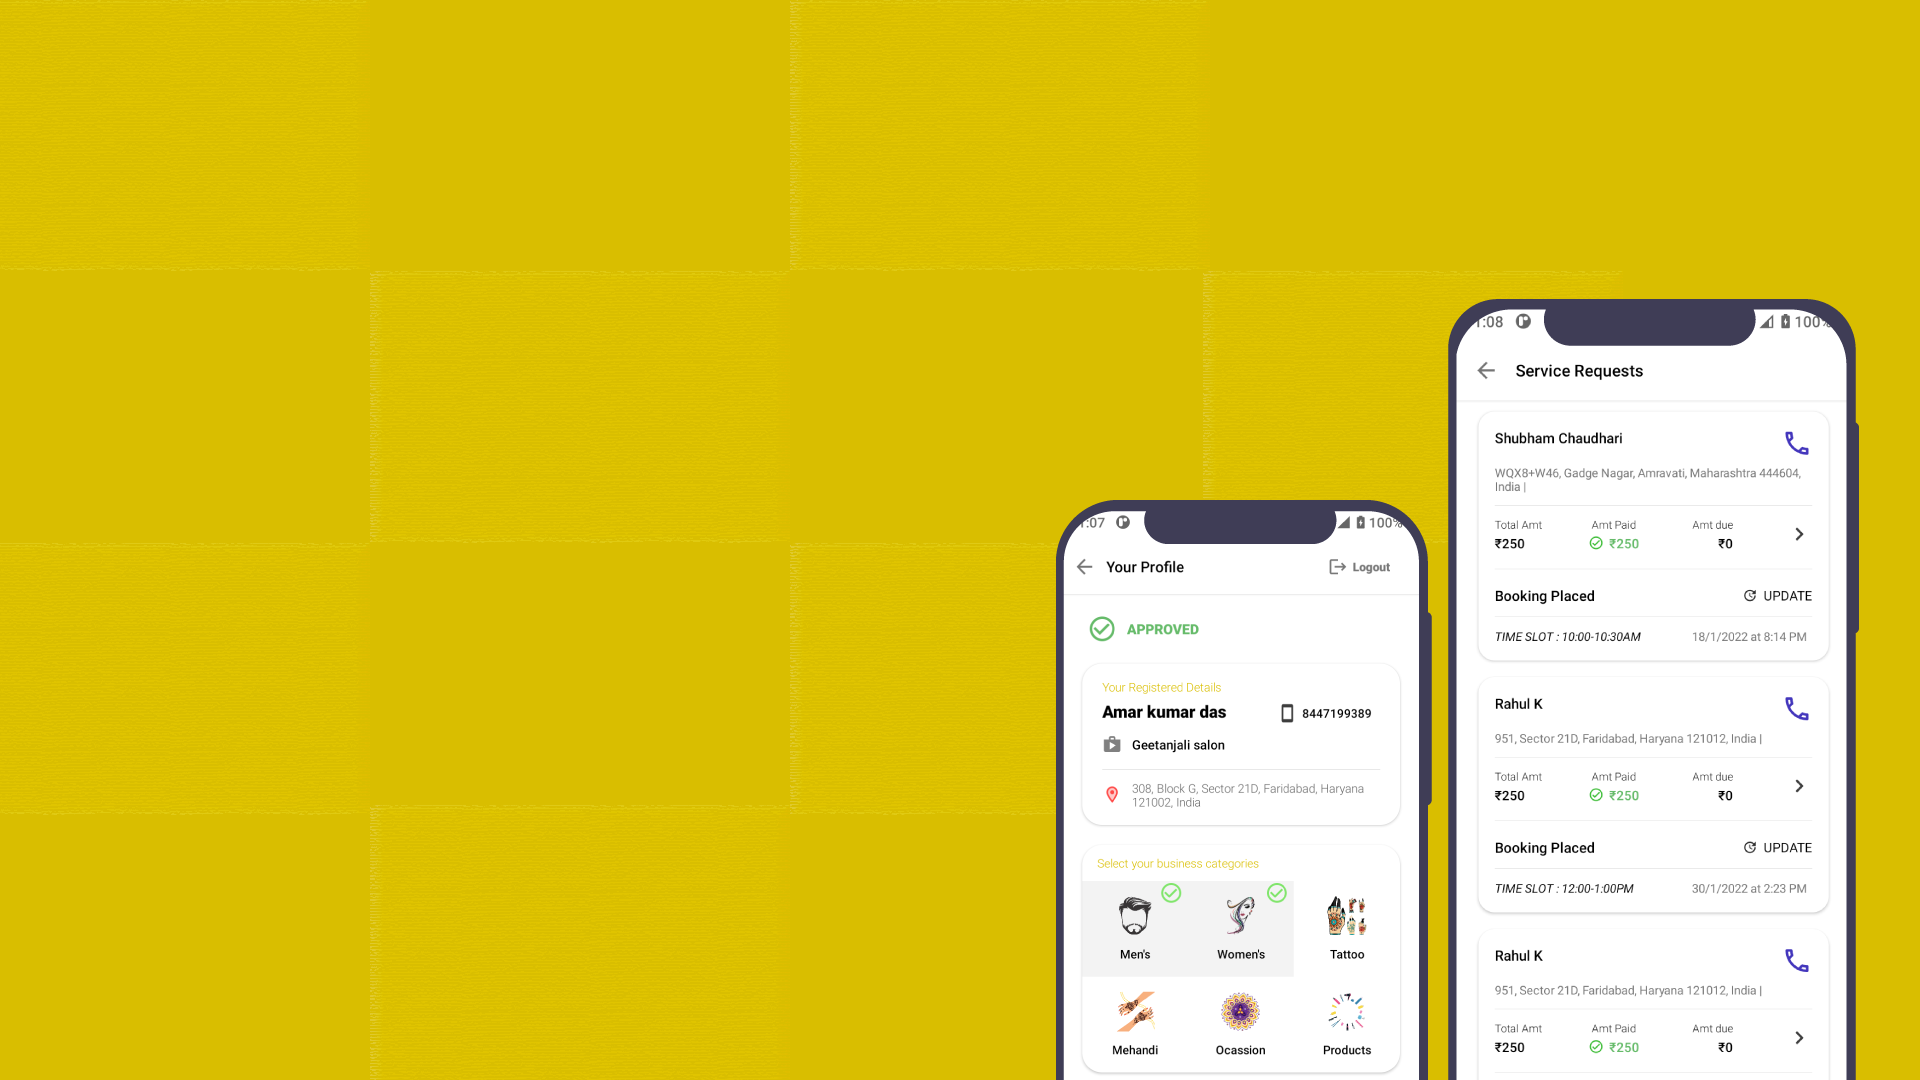 1:07
100%
Your Profile
Logout
APPROVED
Your Registered Details
Amar kumar das
8447199389
Geetanjali salon
308, Block G, Sector 21D, Faridabad, Haryana
121002, India
Select your business categories
Men's
Women's
Tattoo
Mehandi
Ocassion
Products
1:08
100%
Service Requests
Shubham Chaudhari
WQX8+W46, Gadge Nagar, Amravati, Maharashtra 444604,
India |
Total Amt
Amt Paid
Amt due
₹250
₹250
₹0
Booking Placed
UPDATE
TIME SLOT : 10:00-10:30AM
18/1/2022 at 8:14 PM
Rahul K
951, Sector 21D, Faridabad, Haryana 121012, India |
Total Amt
Amt Paid
Amt due
₹250
₹250
₹0
Booking Placed
UPDATE
TIME SLOT : 12:00-1:00PM
30/1/2022 at 2:23 PM
Rahul K
951, Sector 21D, Faridabad, Haryana 121012, India |
Total Amt
Amt Paid
Amt due
₹250
₹250
₹0